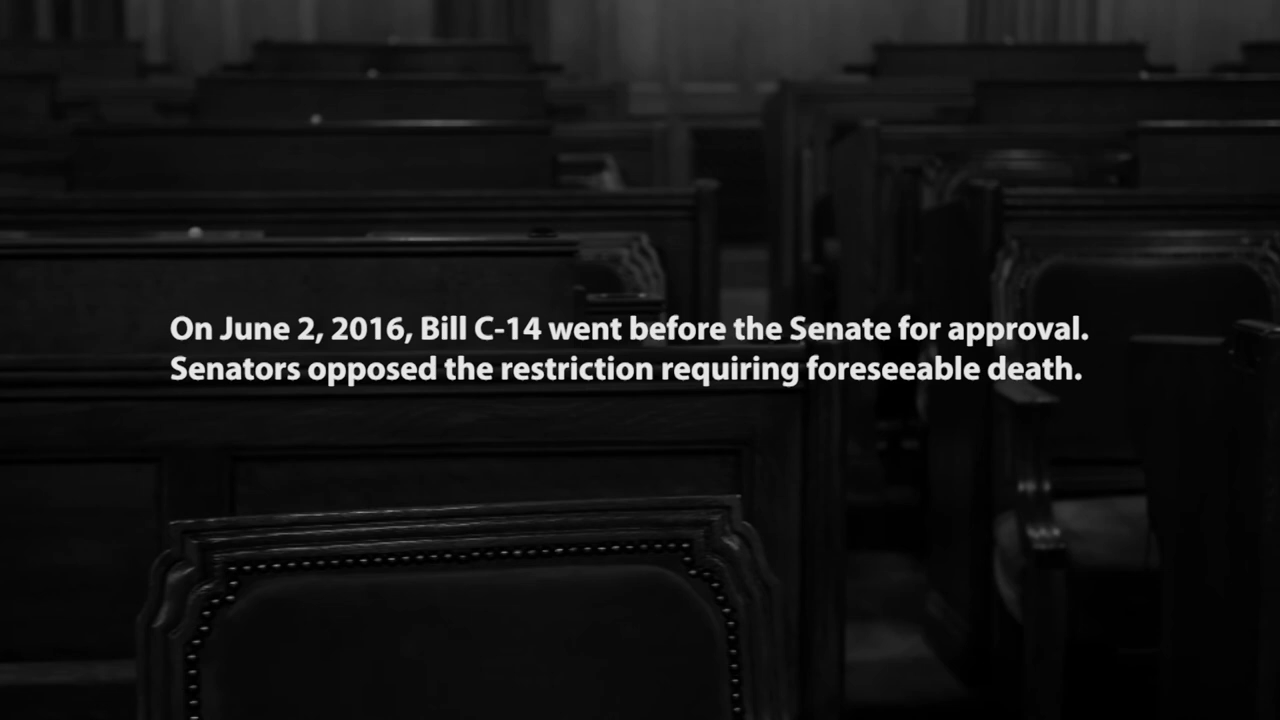 On June 2, 2016, Bill C-14 went before the Senate for approval.
Senators opposed the restriction requiring foreseeable death.